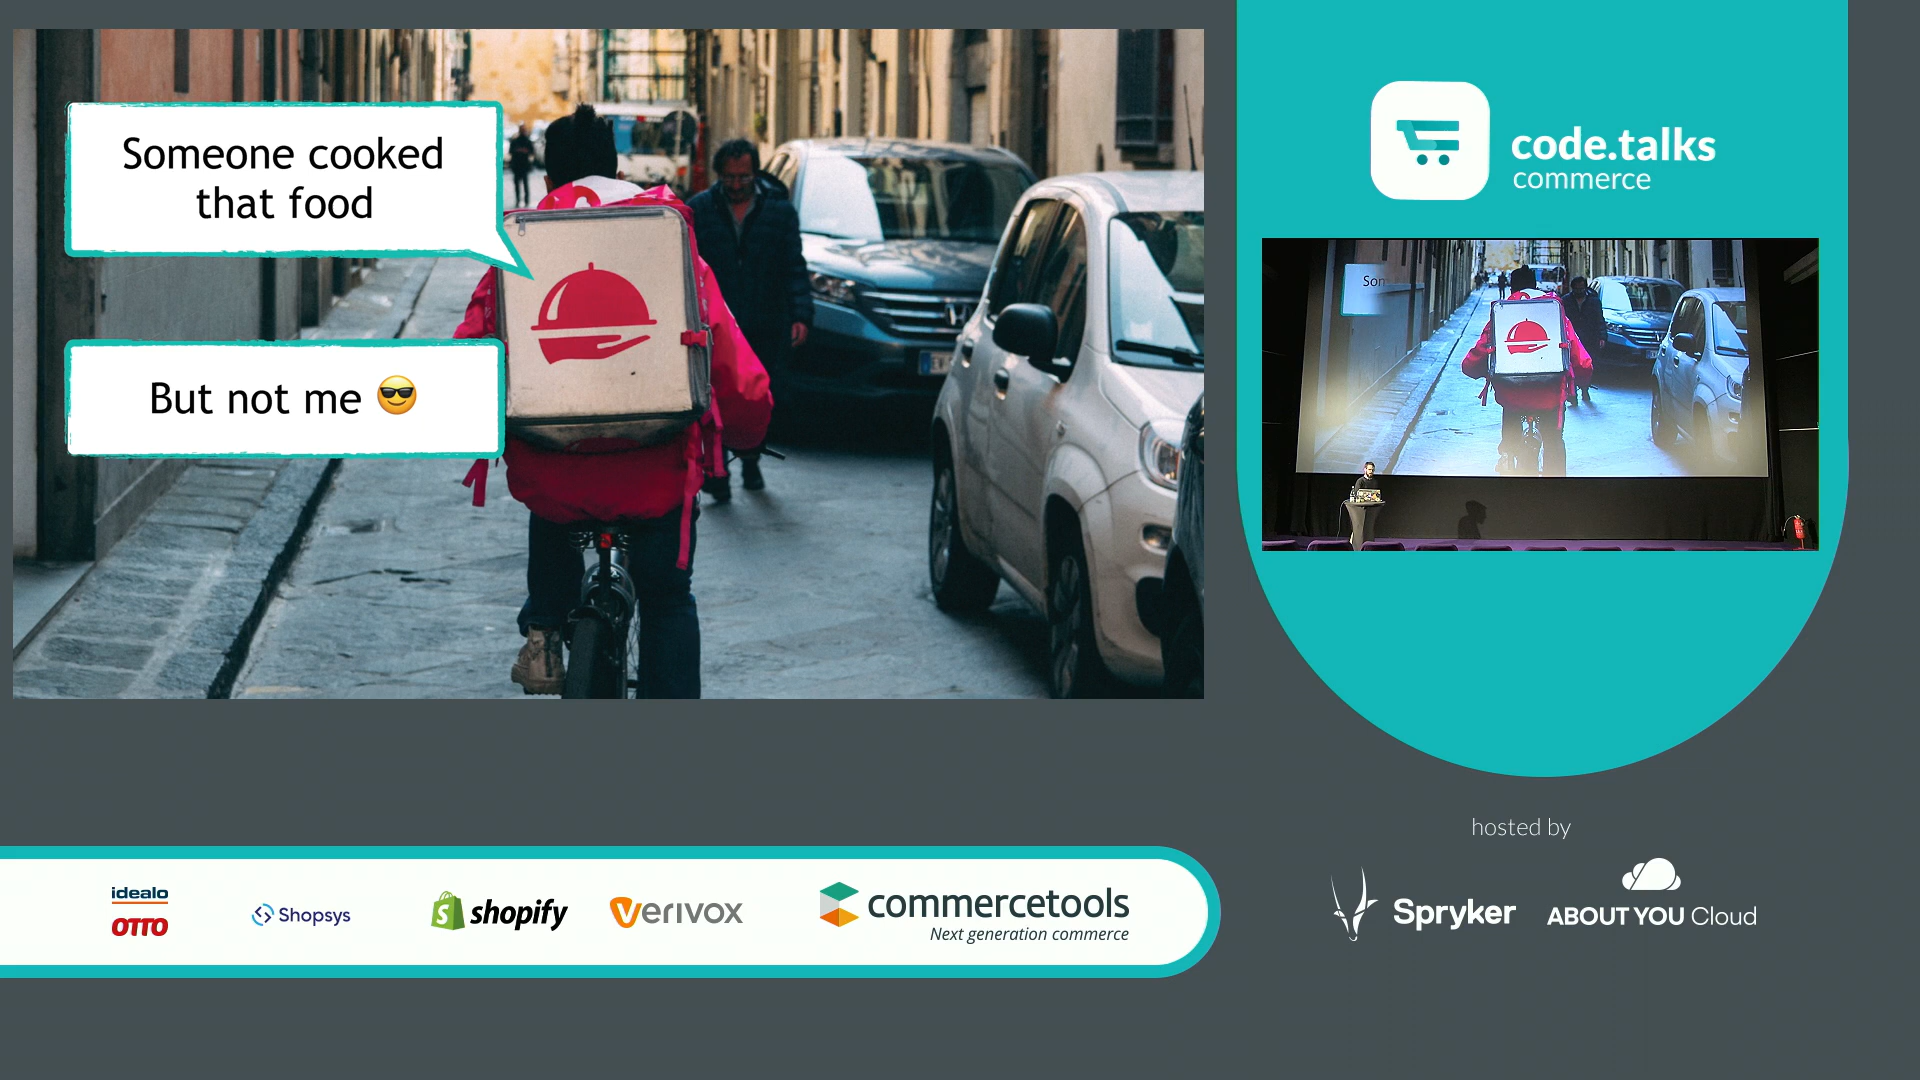 Someone cooked
that food
But not me 😎
code.talks
commerce
Som
hosted by
idealo
OTTO
Shopsys
shopify
verivox
commercetools
Next generation commerce
Spryker
ABOUT YOU Cloud